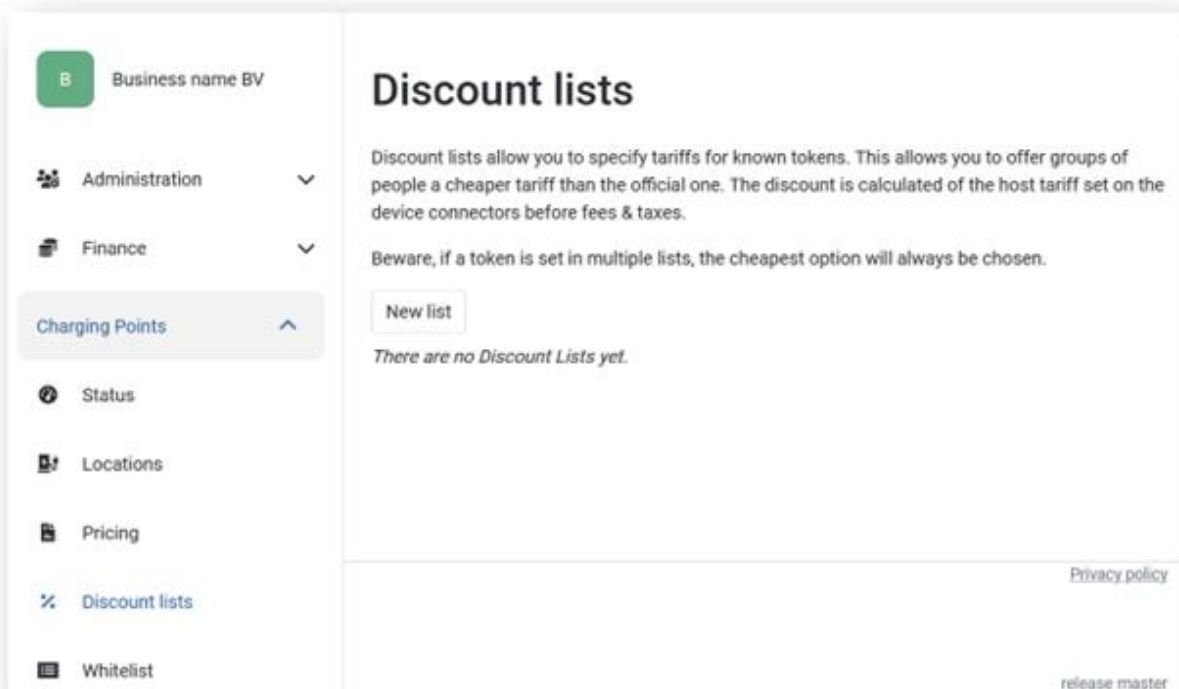 B
Business name BV
Administration
Finance
Charging Points
Status
Locations
Pricing
Discount lists
Whitelist
Discount lists
Discount lists allow you to specify tariffs for known tokens. This allows you to offer groups of
people a cheaper tariff than the official one. The discount is calculated of the host tariff set on the
device connectors before fees & taxes.
Beware, if a token is set in multiple lists, the cheapest option will always be chosen.
New list
There are no Discount Lists yet.
Privacy policy
release master